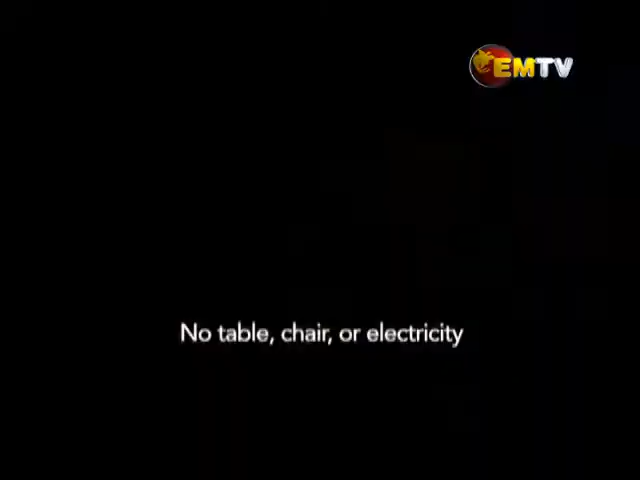 EMTV
No table, chair, or electricity